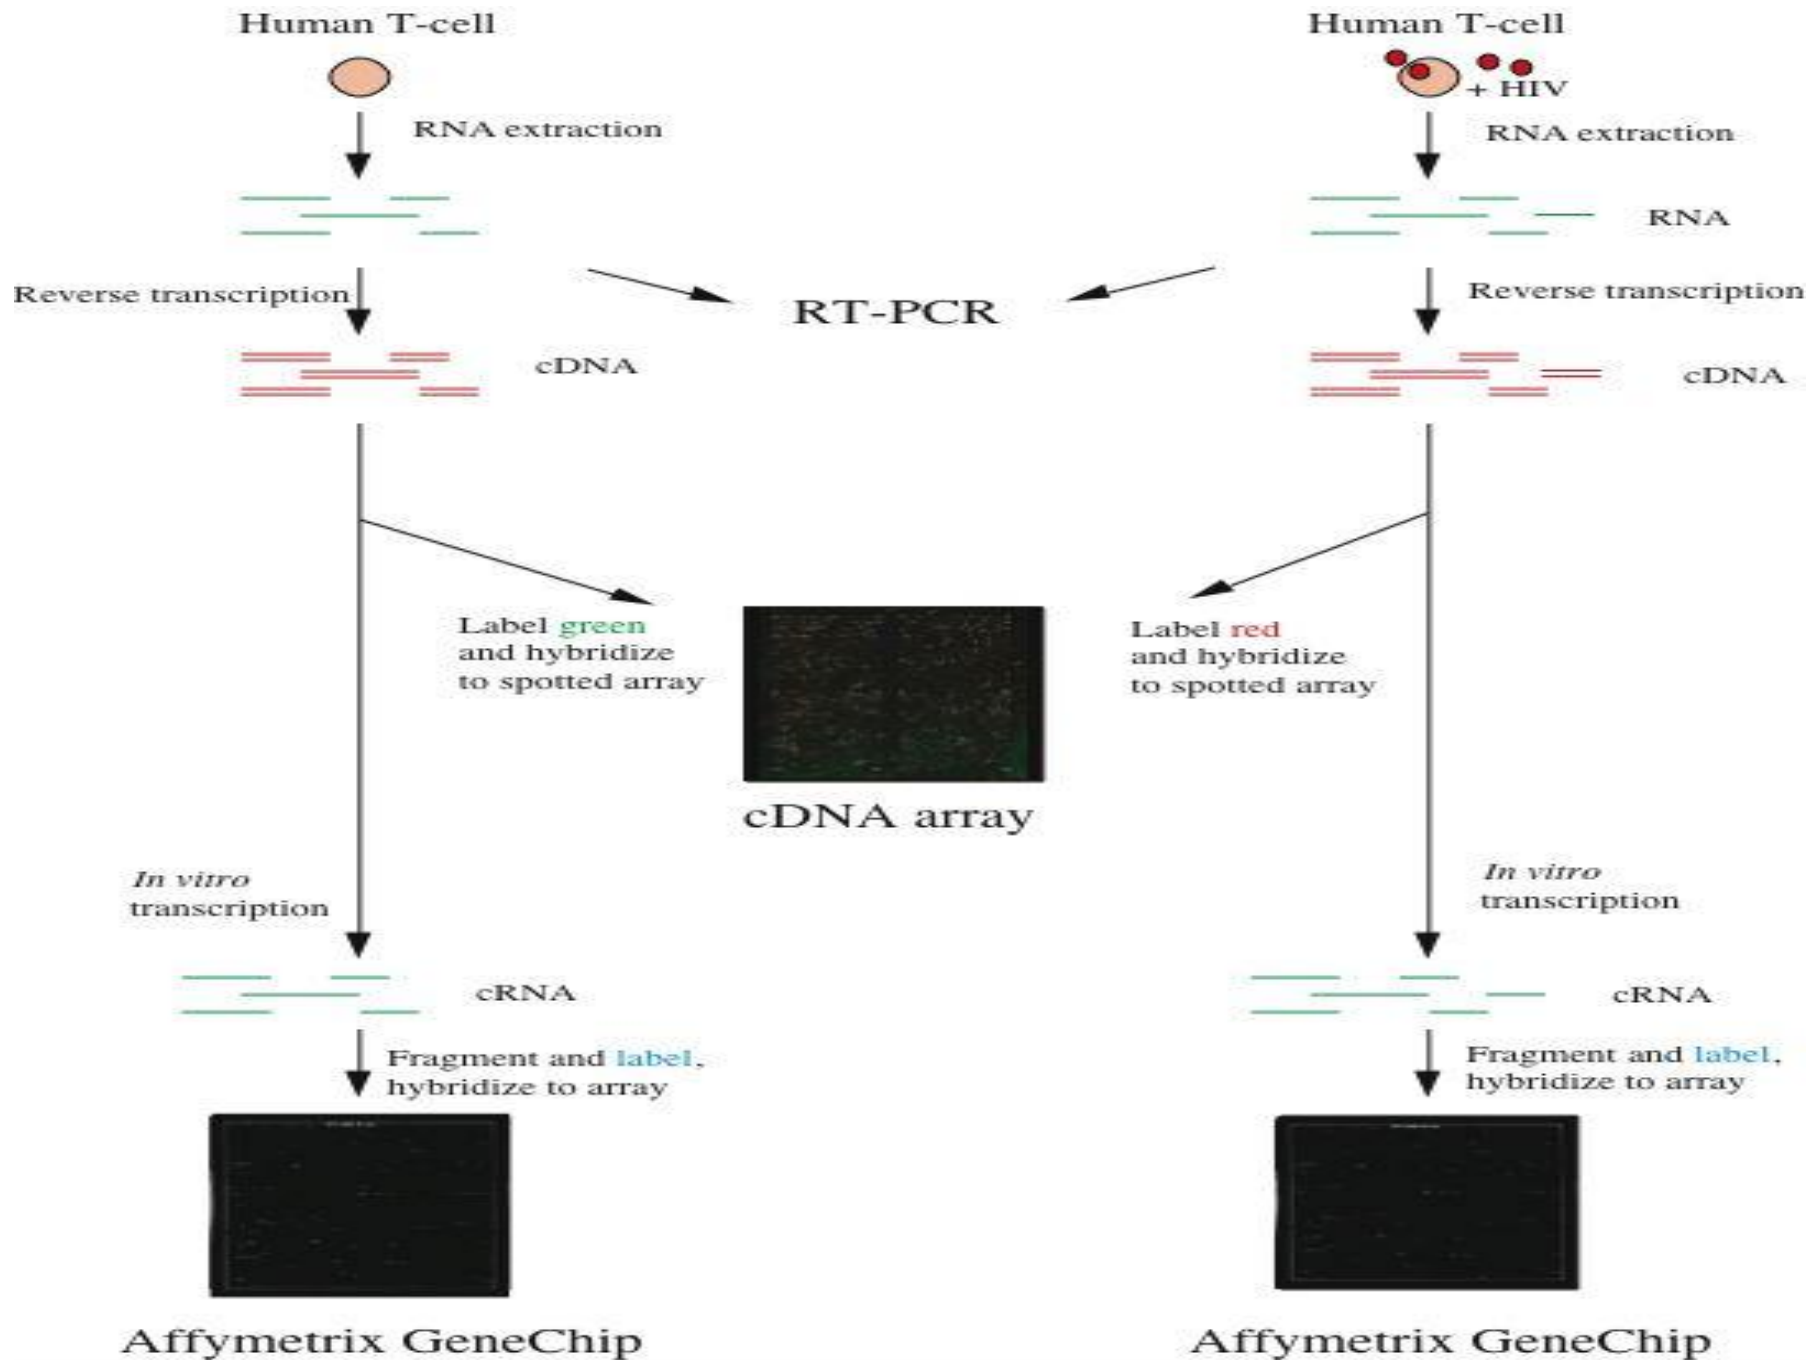 Human T-cell
Human T-cell
+ HIV
RNA extraction
RNA extraction
RNA
Reverse transcription
Reverse transcription
RT-PCR
cDNA
cDNA
Label green
and hybridize
to spotted array
Label red
and hybridize
to spotted array
cDNA array
In vitro
transcription
In vitro
transcription
cRNA
cRNA
Fragment and label,
hybridize to array
Fragment and label,
hybridize to array
Affymetrix GeneChip
Affymetrix GeneChip